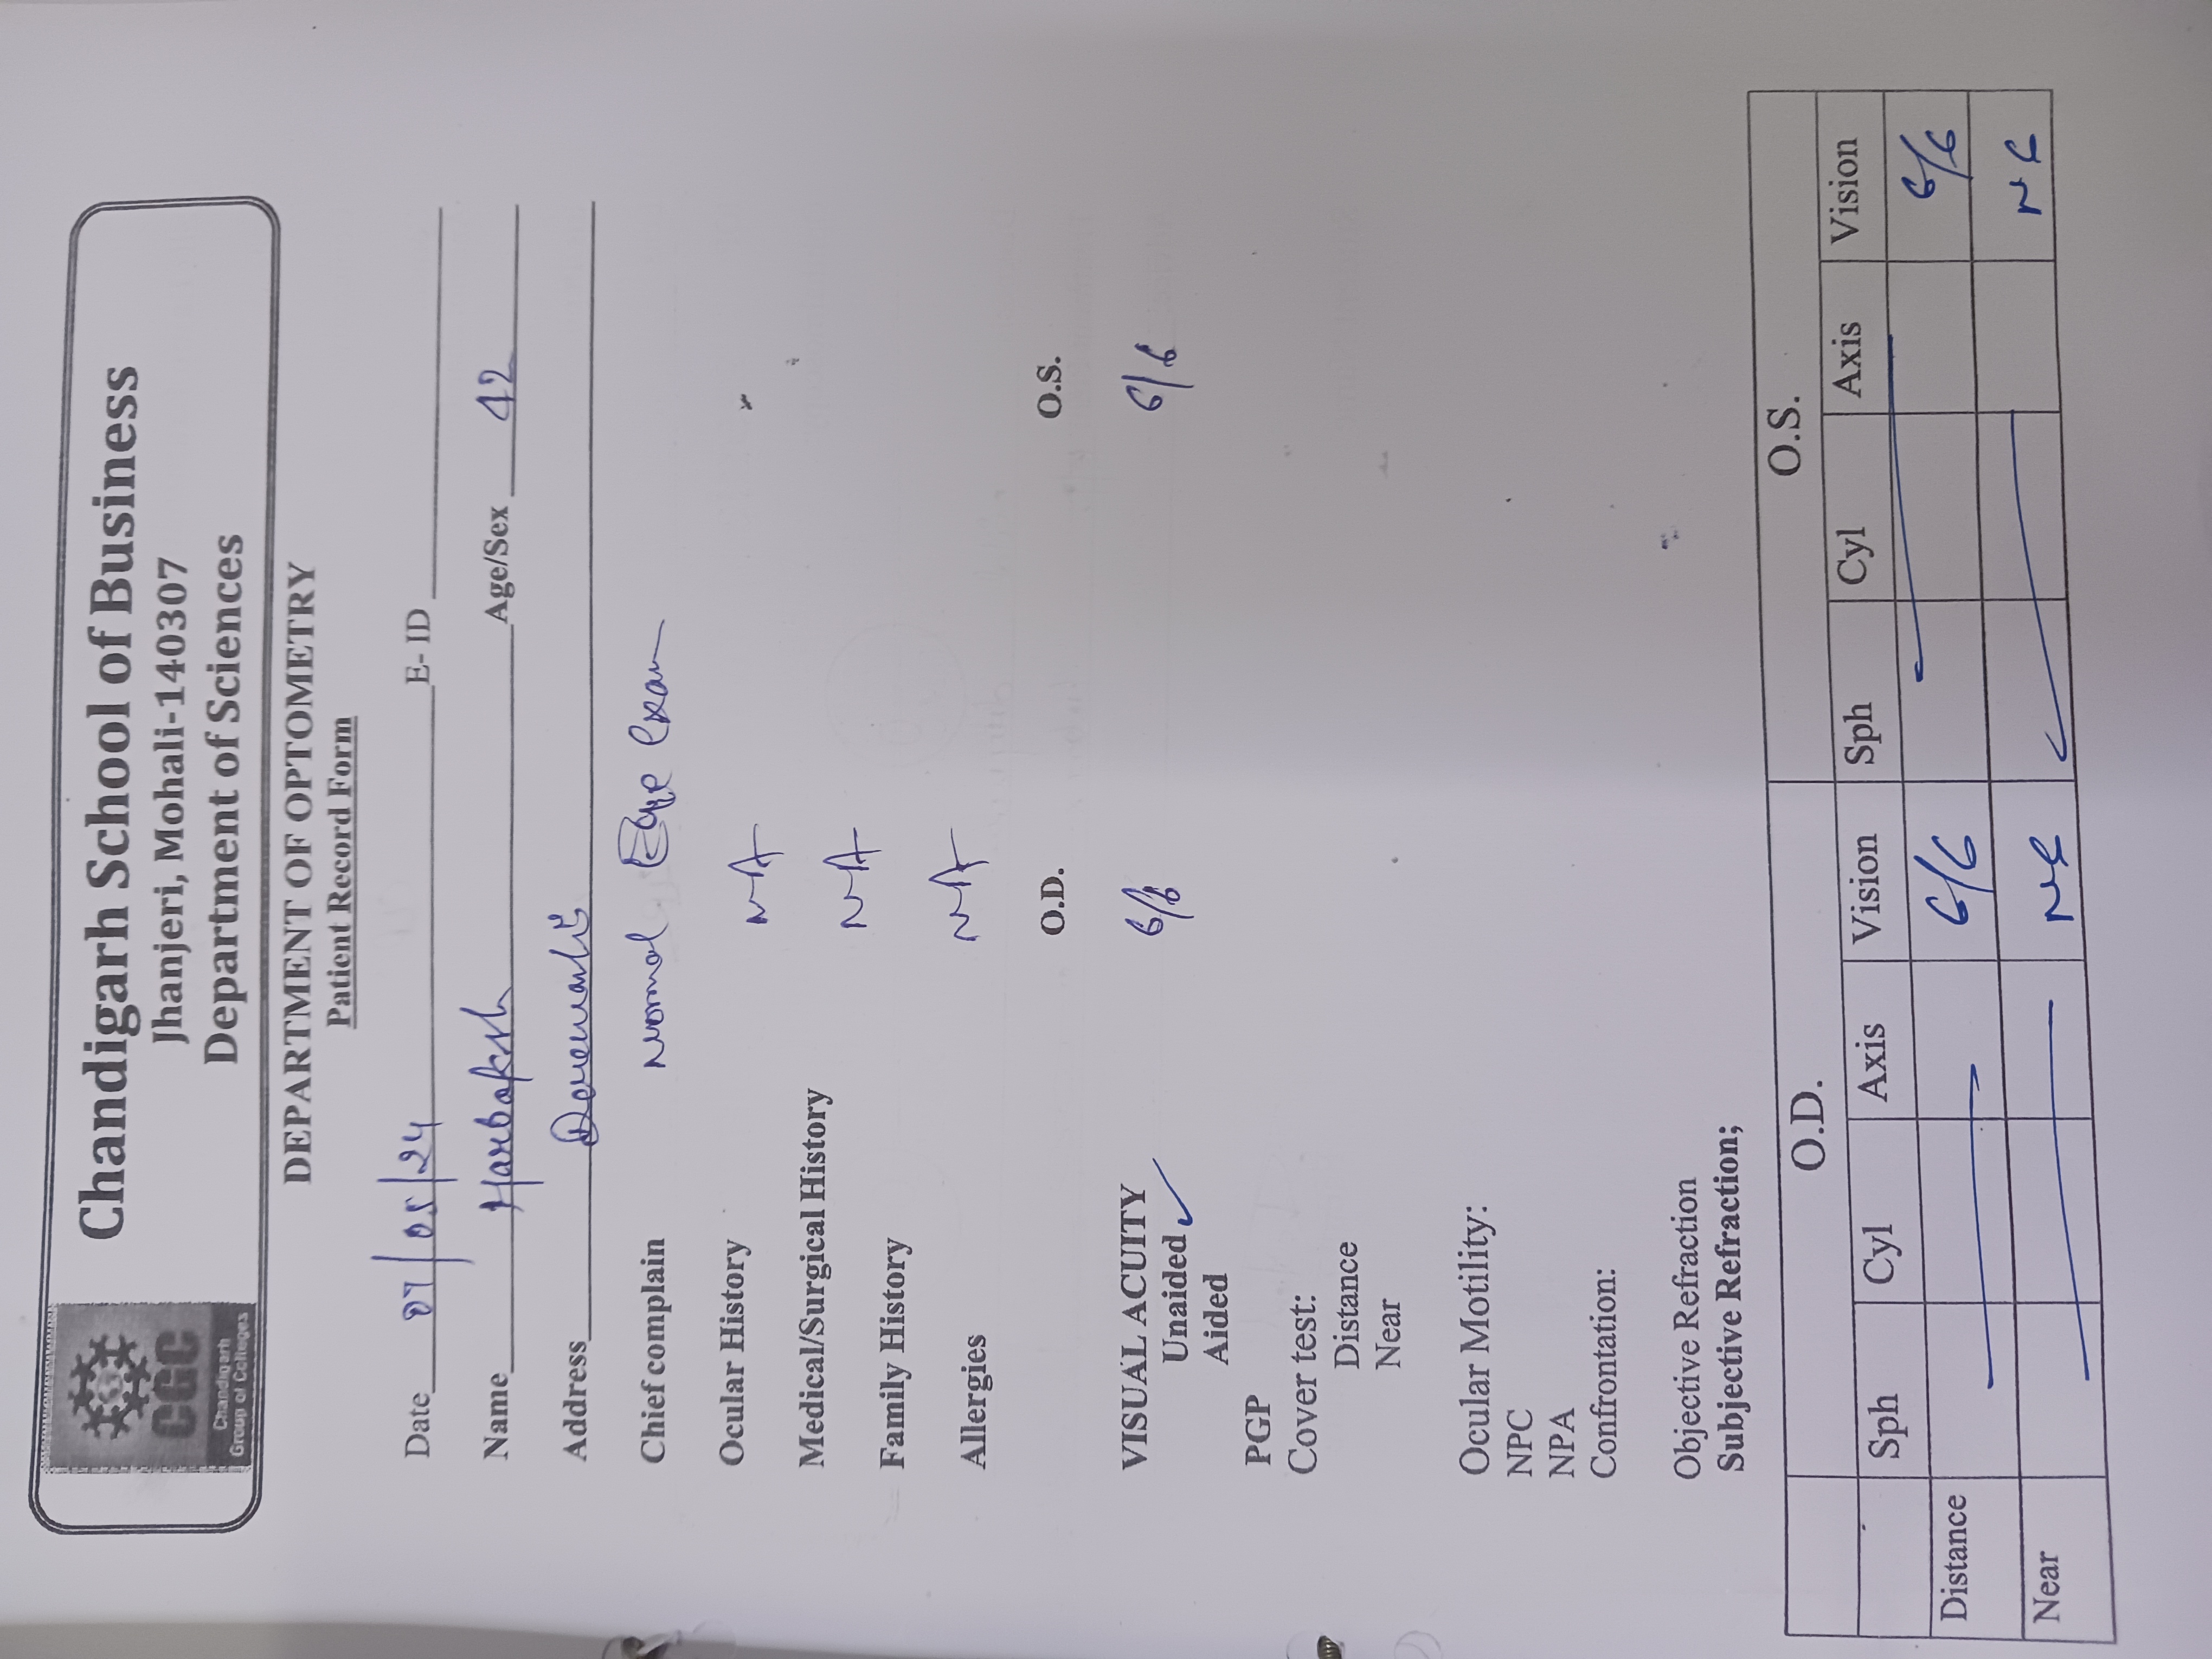 CGC
Chandigarh
Group of Colleges
Chandigarh School of Business
Jhanjeri, Mohali-140307
Department of Sciences
DEPARTMENT OF OPTOMETRY
Patient Record Form
Date 07/05/24 E- ID
Name Harbaksh Age/Sex 42
Address
Chief complain Normal Eye Exam
Ocular History NA
Medical/Surgical History NA
Family History
Allergies NA
O.D. O.S.
VISUAL ACUITY 6/6 6/6
Unaided ✓
Aided
PGP
Cover test:
Distance
Near
Ocular Motility:
NPC
NPA
Confrontation:
Objective Refraction
Subjective Refraction;
O.D. O.S.
Sph Cyl Axis Vision Sph Cyl Axis Vision
Distance 6/6 6/6
Near N6 N6